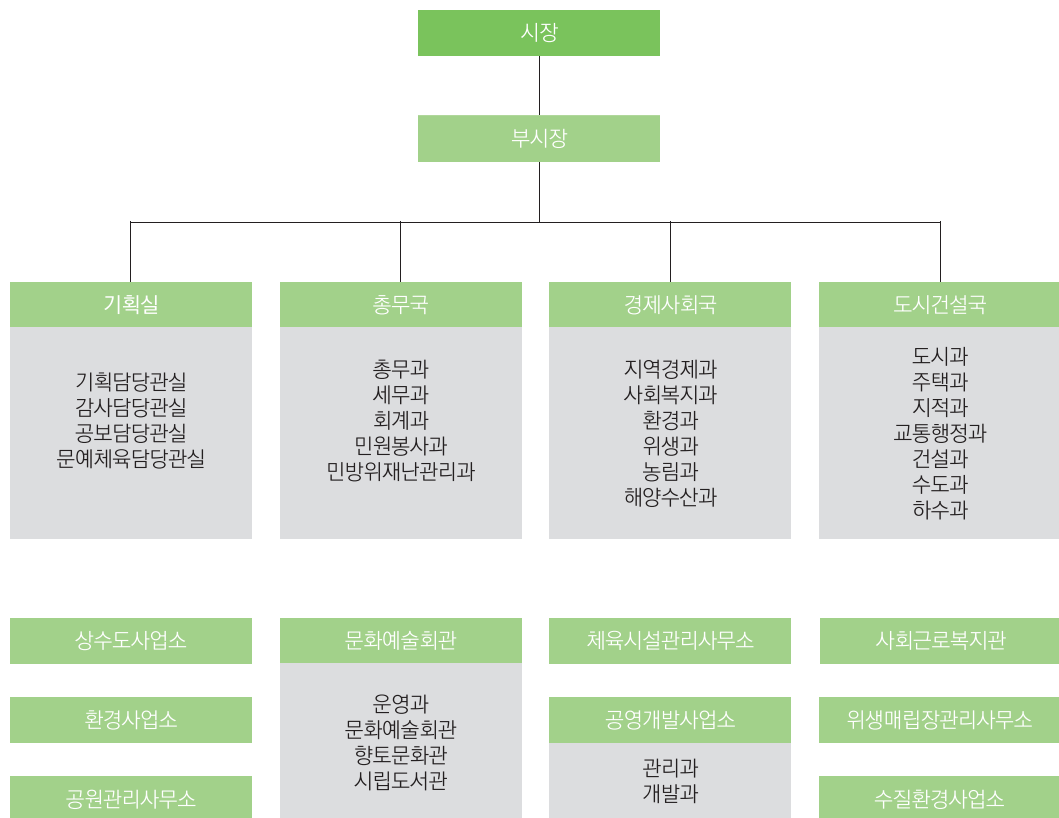 시장
부시장
기획실
기획담당관실
감사담당관실
공보담당관실
문예체육담당관실
총무국
총무과
세무과
회계과
민원봉사과
민방위재난관리과
경제사회국
지역경제과
사회복지과
환경과
위생과
농림과
해양수산과
도시건설국
도시과
주택과
지적과
교통행정과
건설과
수도과
하수과
상수도사업소
환경사업소
공원관리사무소
문화예술회관
운영과
문화예술회관
향토문화관
시립도서관
체육시설관리사무소
공영개발사업소
관리과
개발과
사회근로복지관
위생매립장관리사무소
수질환경사업소